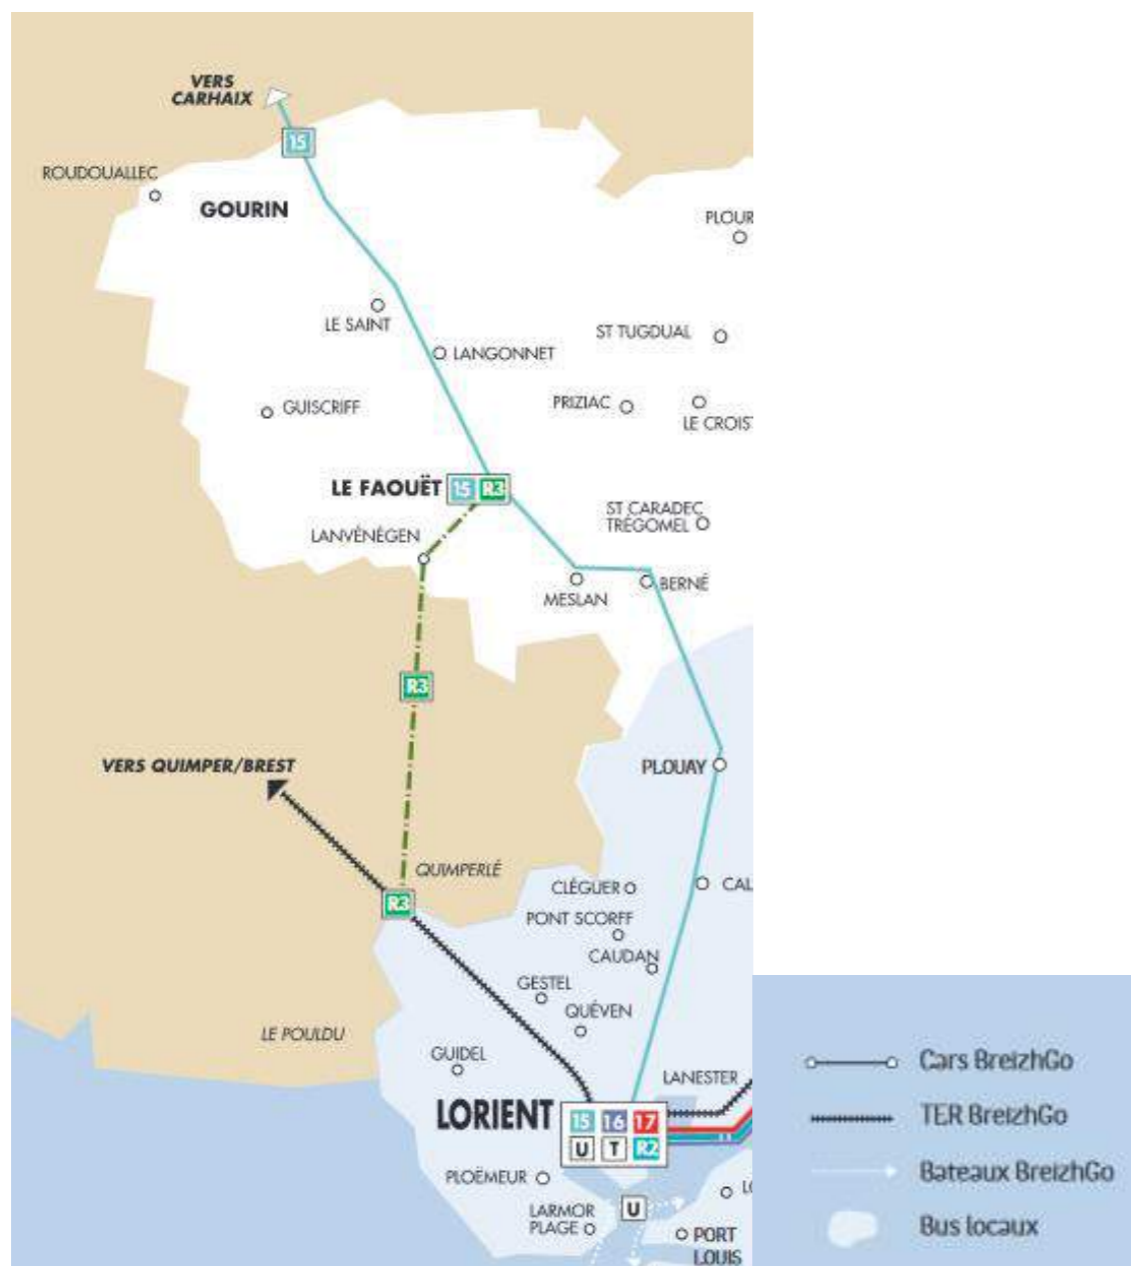 VERS
CARHAIX
15
ROUDOUALLEC
GOURIN
PLOUR
LE SAINT
ST TUGDUAL
LANGONNET
GUISCRIFF
PRIZIAC
LE CROIST
LE FAOUËT 15 R3
ST CARADEC
TRÉGOMEL
LANVÉNÉGEN
BERNÉ
MESLAN
R3
VERS QUIMPER/BREST
PLOUAY
QUIMPERLÉ
R3
CLÉGUER
CAL
PONT SCORFF
CAUDAN
GESTEL
QUÉVEN
LE POULDU
GUIDEL
LANESTER
LORIENT
15 16 17
U T R2
PLOËMEUR
LARMOR
PLAGE
U
PORT
LOUIS
Cars BreizhGo
TER BreizhGo
Bateaux BreizhGo
Bus locaux